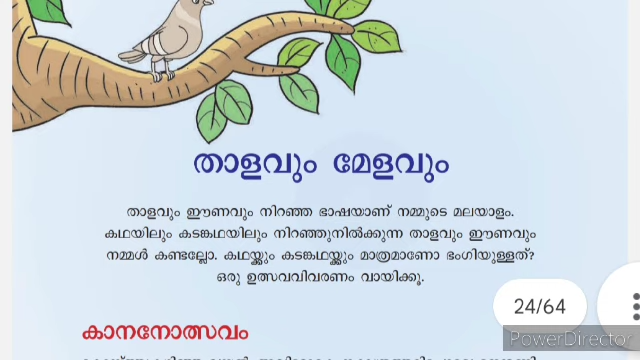 താളവും മേളവും
താളവും ഈണവും നിറഞ്ഞ ഭാഷയാണ് നമ്മുടെ മലയാളം.
കഥയിലും കടങ്കഥയിലും നിറഞ്ഞുനിൽക്കുന്ന താളവും ഈണവും
നമ്മൾ കണ്ടല്ലോ. കഥയ്ക്കും കടങ്കഥയ്ക്കും മാത്രമാണോ ഭംഗിയുള്ളത്?
ഒരു ഉത്സവവിവരണം വായിക്കൂ.
24/64
PowerDirector
കാനനോത്സവം